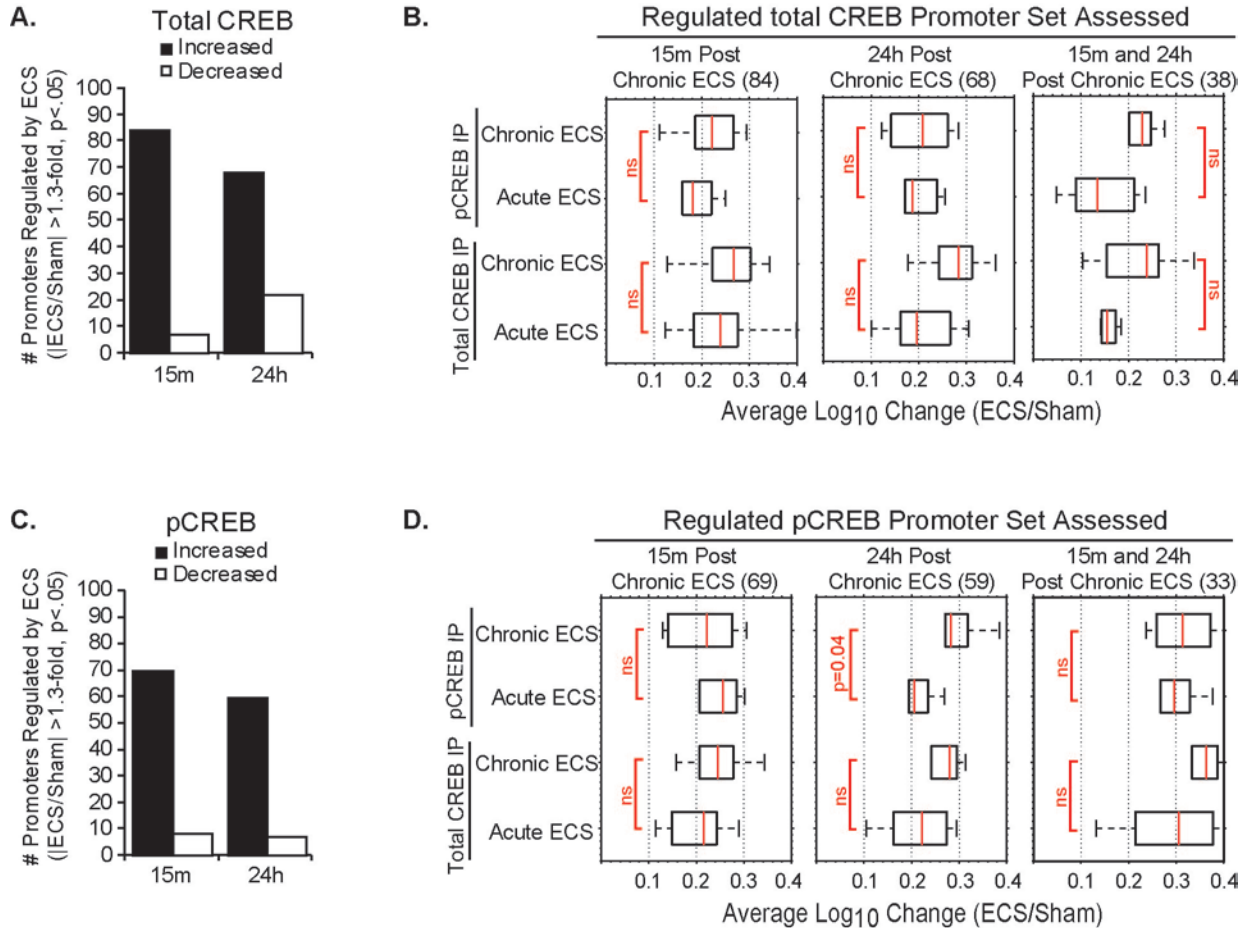 A.
Total CREB
Increased
Decreased
# Promoters Regulated by ECS
(|ECS/Sham| >1.3-fold, p<.05)
100
90
80
70
60
50
40
30
20
10
0
15m
24h
B.
Regulated total CREB Promoter Set Assessed
15m Post
Chronic ECS (84)
24h Post
Chronic ECS (68)
15m and 24h
Post Chronic ECS (38)
pCREB IP
Total CREB IP
Chronic ECS
Acute ECS
Chronic ECS
Acute ECS
ns
ns
ns
ns
ns
ns
0.1 0.2 0.3 0.4
0.1 0.2 0.3 0.4
0.1 0.2 0.3 0.4
Average Log10 Change (ECS/Sham)
C.
pCREB
Increased
Decreased
# Promoters Regulated by ECS
(|ECS/Sham| >1.3-fold, p<.05)
100
90
80
70
60
50
40
30
20
10
0
15m
24h
D.
Regulated pCREB Promoter Set Assessed
15m Post
Chronic ECS (69)
24h Post
Chronic ECS (59)
15m and 24h
Post Chronic ECS (33)
pCREB IP
Total CREB IP
Chronic ECS
Acute ECS
Chronic ECS
Acute ECS
ns
ns
p=0.04
ns
ns
ns
0.1 0.2 0.3 0.4
0.1 0.2 0.3 0.4
0.1 0.2 0.3 0.4
Average Log10 Change (ECS/Sham)